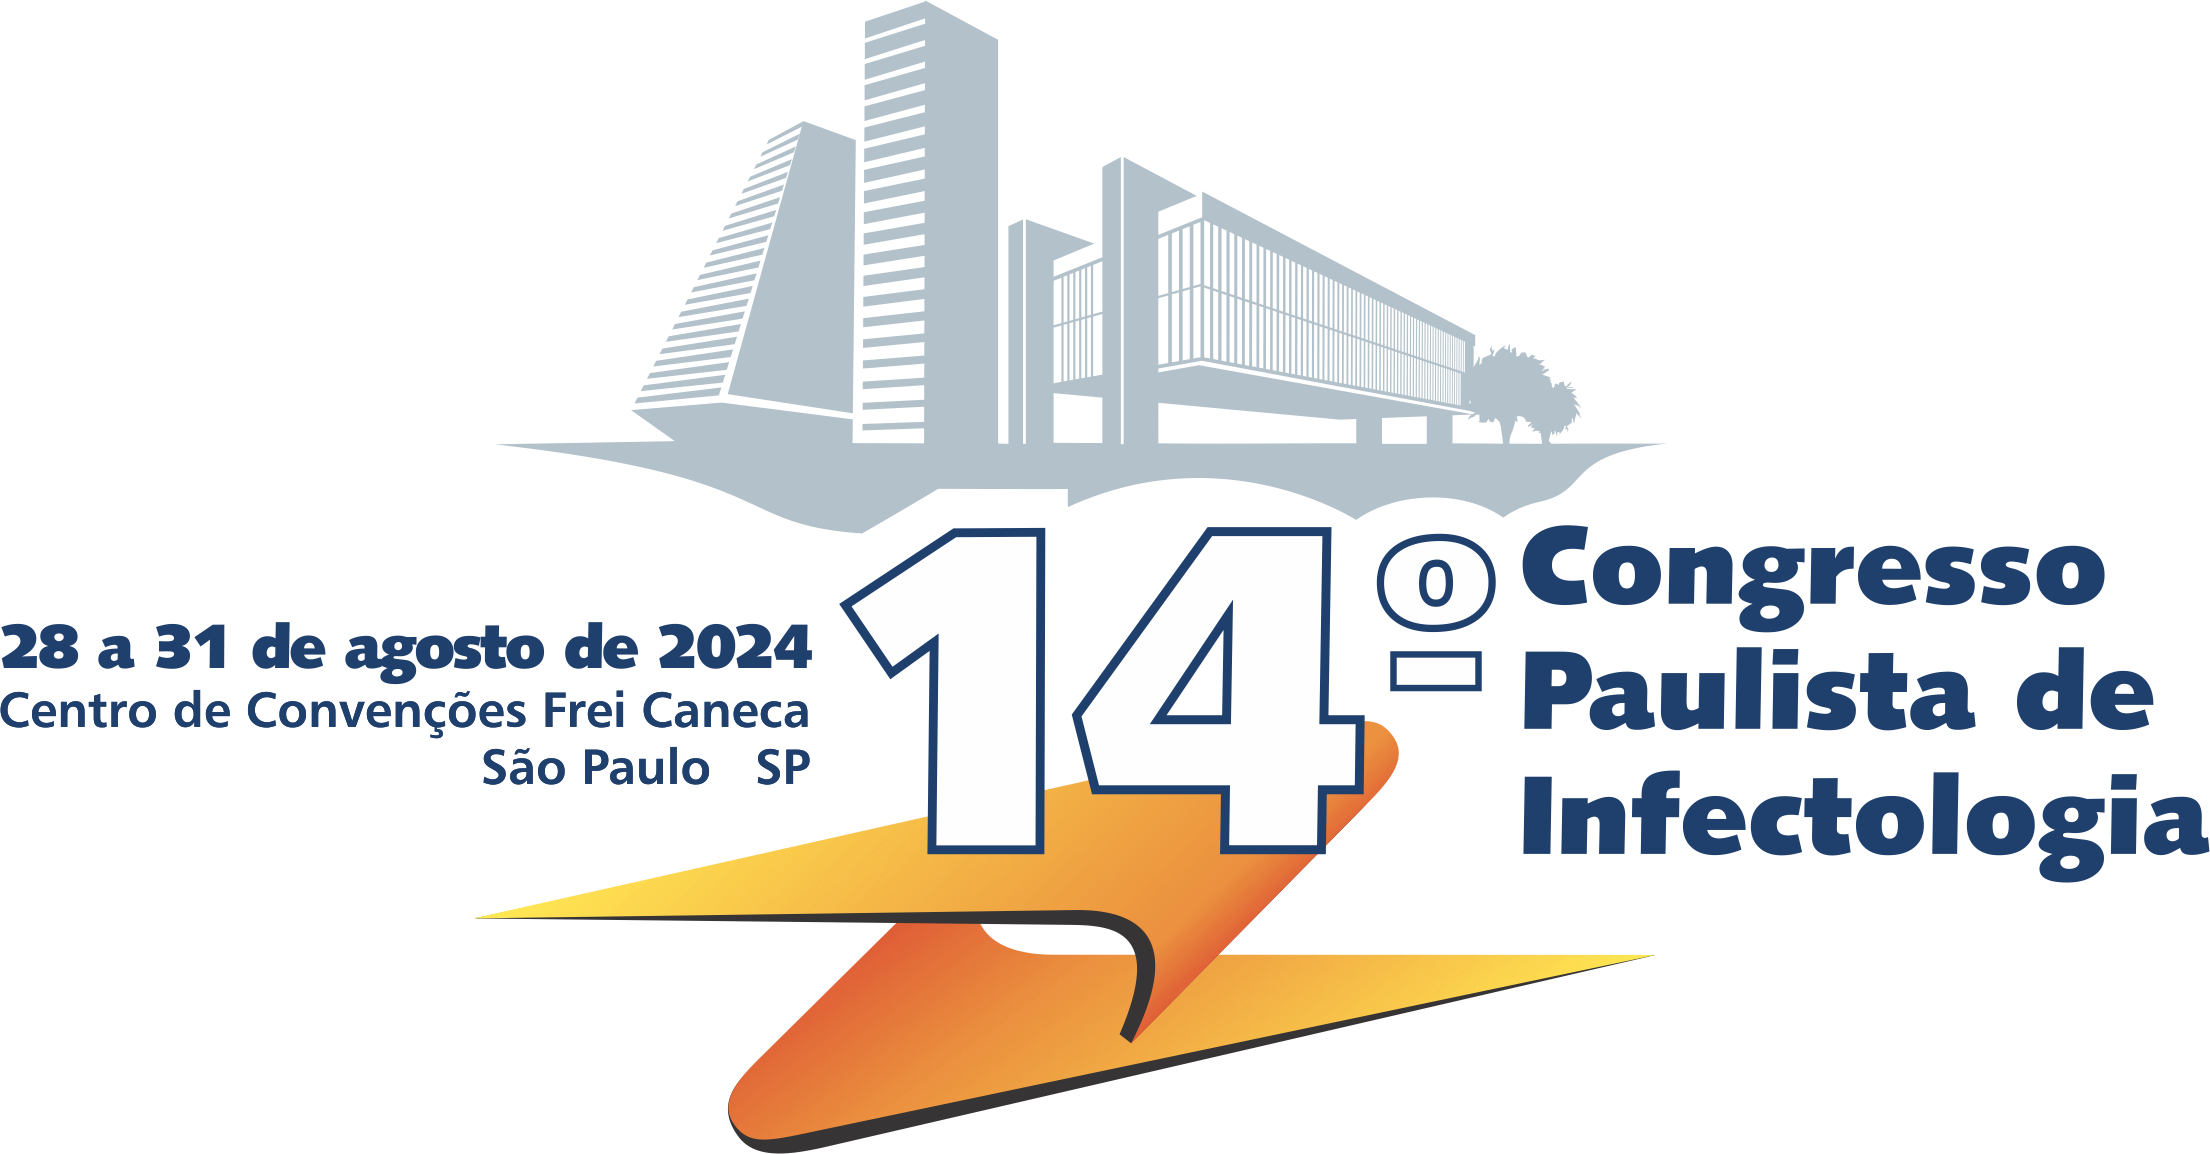 28 a 31 de agosto de 2024
Centro de Convenções Frei Caneca
São Paulo SP
14º
Congresso
Paulista de
Infectologia